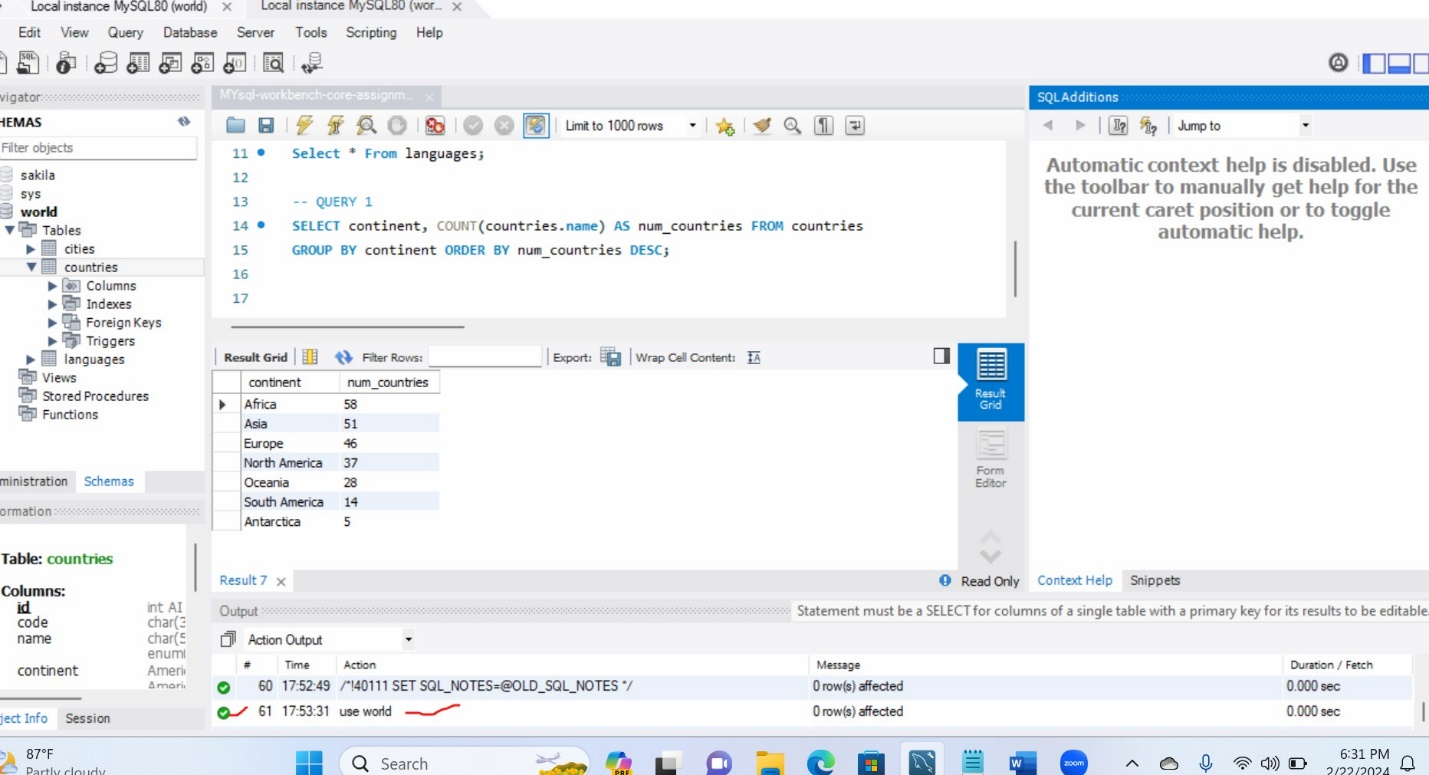 Local instance MySQL80 (world) ×
Local instance MySQL80 (wor... ×
Edit View Query Database Server Tools Scripting Help
vigator
HEMAS
Filter objects
sakila
sys
world
Tables
cities
countries
Columns
Indexes
Foreign Keys
Triggers
languages
Views
Stored Procedures
Functions
ministration Schemas
ormation
Table: countries
Columns:
id int AI
code char(3
name char(5
enum(
continent Ameri
Ameri
ject Info Session
MYsql-workbench-core-assignm... ×
Limit to 1000 rows
11 Select * From languages;
12
13 -- QUERY 1
14 SELECT continent, COUNT(countries.name) AS num_countries FROM countries
15 GROUP BY continent ORDER BY num_countries DESC;
16
17
Result Grid Filter Rows: Export: Wrap Cell Content:
continent num_countries
Africa 58
Asia 51
Europe 46
North America 37
Oceania 28
South America 14
Antarctica 5
Result
Grid
Form
Editor
Result 7 × Read Only
SQLAdditions
Jump to
Automatic context help is disabled. Use
the toolbar to manually get help for the
current caret position or to toggle
automatic help.
Context Help Snippets
Output
Statement must be a SELECT for columns of a single table with a primary key for its results to be editable.
Action Output
# Time Action Message Duration / Fetch
60 17:52:49 /*!40111 SET SQL_NOTES=@OLD_SQL_NOTES */ 0 row(s) affected 0.000 sec
61 17:53:31 use world 0 row(s) affected 0.000 sec
87°F
Partly cloudy
Search
PRE
W
zoom
6:31 PM
2/22/2024